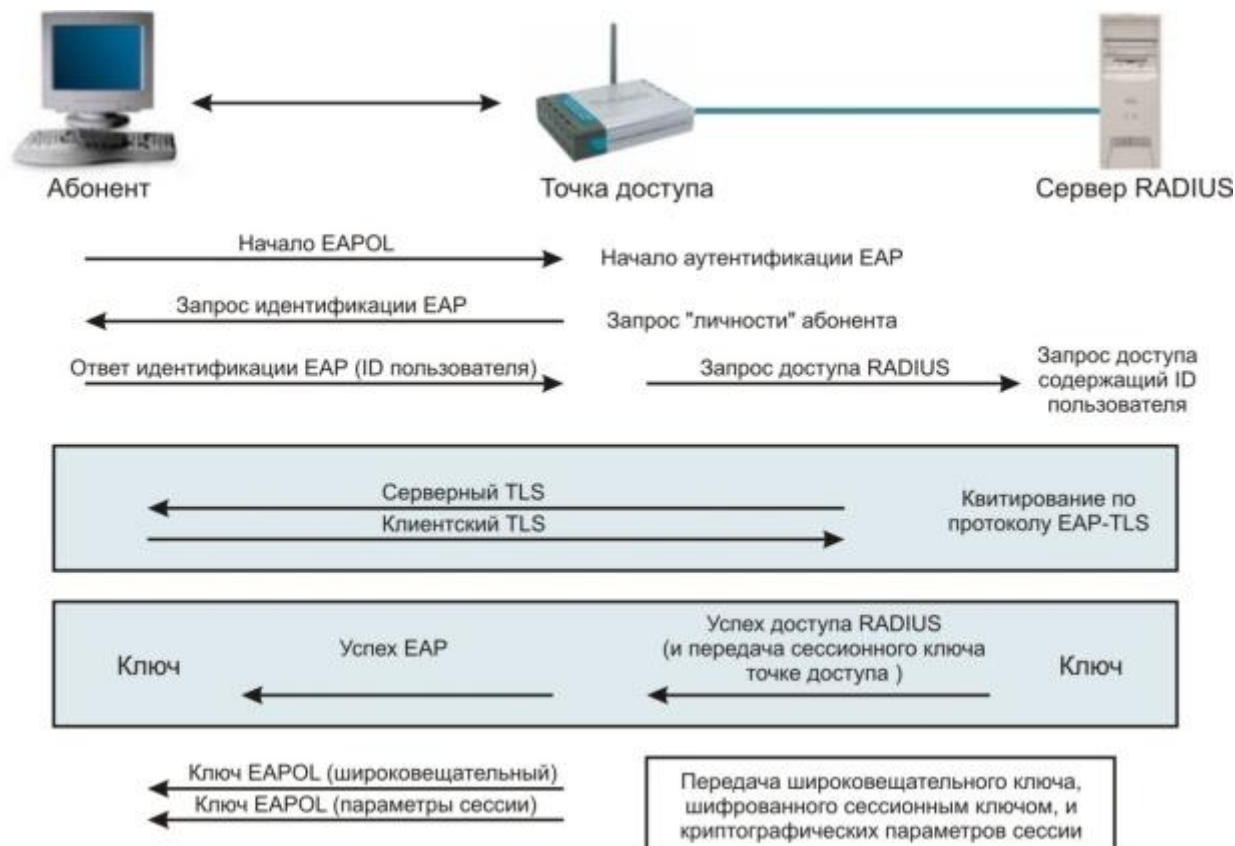 Абонент
Точка доступа
Сервер RADIUS
Начало EAPOL
Начало аутентификации EAP
Запрос идентификации EAP
Запрос "личности" абонента
Ответ идентификации EAP (ID пользователя)
Запрос доступа RADIUS
Запрос доступа
содержащий ID
пользователя
Серверный TLS
Клиентский TLS
Квитирование по
протоколу EAP-TLS
Ключ
Успех EAP
Успех доступа RADIUS
(и передача сессионного ключа
точке доступа )
Ключ
Ключ EAPOL (широковещательный)
Ключ EAPOL (параметры сессии)
Передача широковещательного ключа,
шифрованного сессионным ключом, и
криптографических параметров сессии